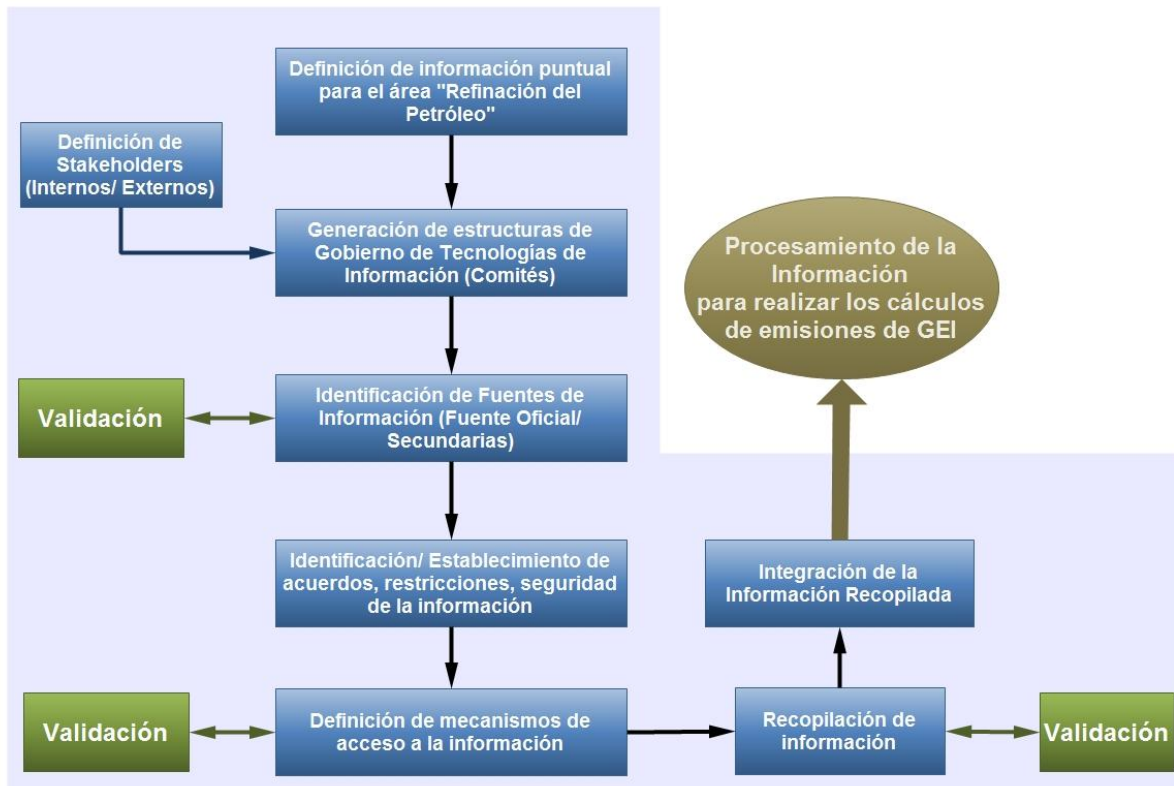 Definición de información puntual
para el área "Refinación del
Petróleo"
Definición de
Stakeholders
(Internos/ Externos)
Generación de estructuras de
Gobierno de Tecnologías de
Información (Comités)
Procesamiento de la
Información
para realizar los cálculos
de emisiones de GEI
Validación
Identificación de Fuentes de
Información (Fuente Oficial/
Secundarias)
Identificación/ Establecimiento de
acuerdos, restricciones, seguridad
de la información
Integración de la
Información Recopilada
Validación
Definición de mecanismos de
acceso a la información
Recopilación de
información
Validación